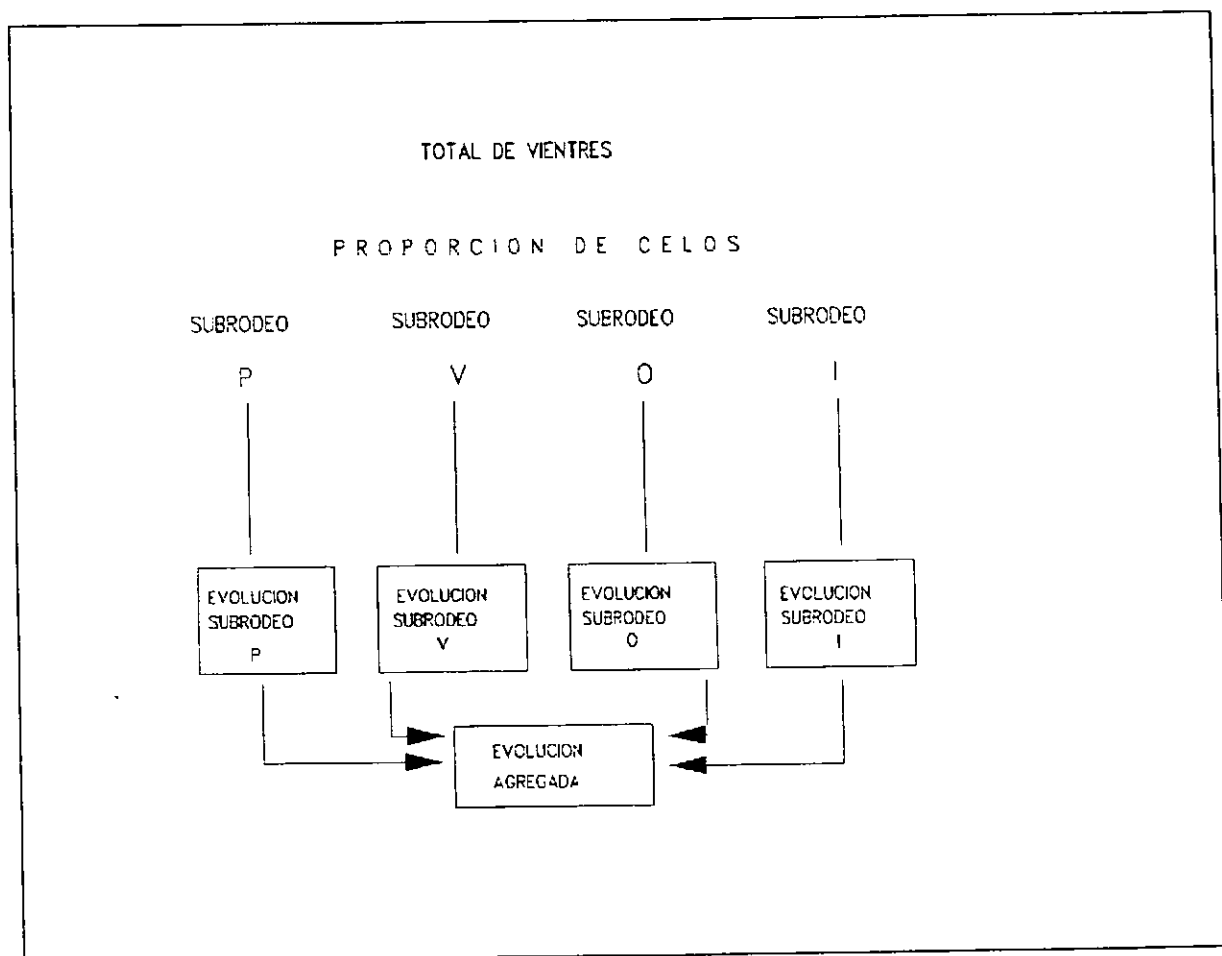 TOTAL DE VIENTRES
PROPORCION DE CELOS
SUBRODEO SUBRODEO SUBRODEO SUBRODEO
P V O I
EVOLUCION
SUBRODEO
P
EVOLUCION
SUBRODEO
V
EVOLUCION
SUBRODEO
O
EVOLUCION
SUBRODEO
I
EVOLUCION
AGREGADA